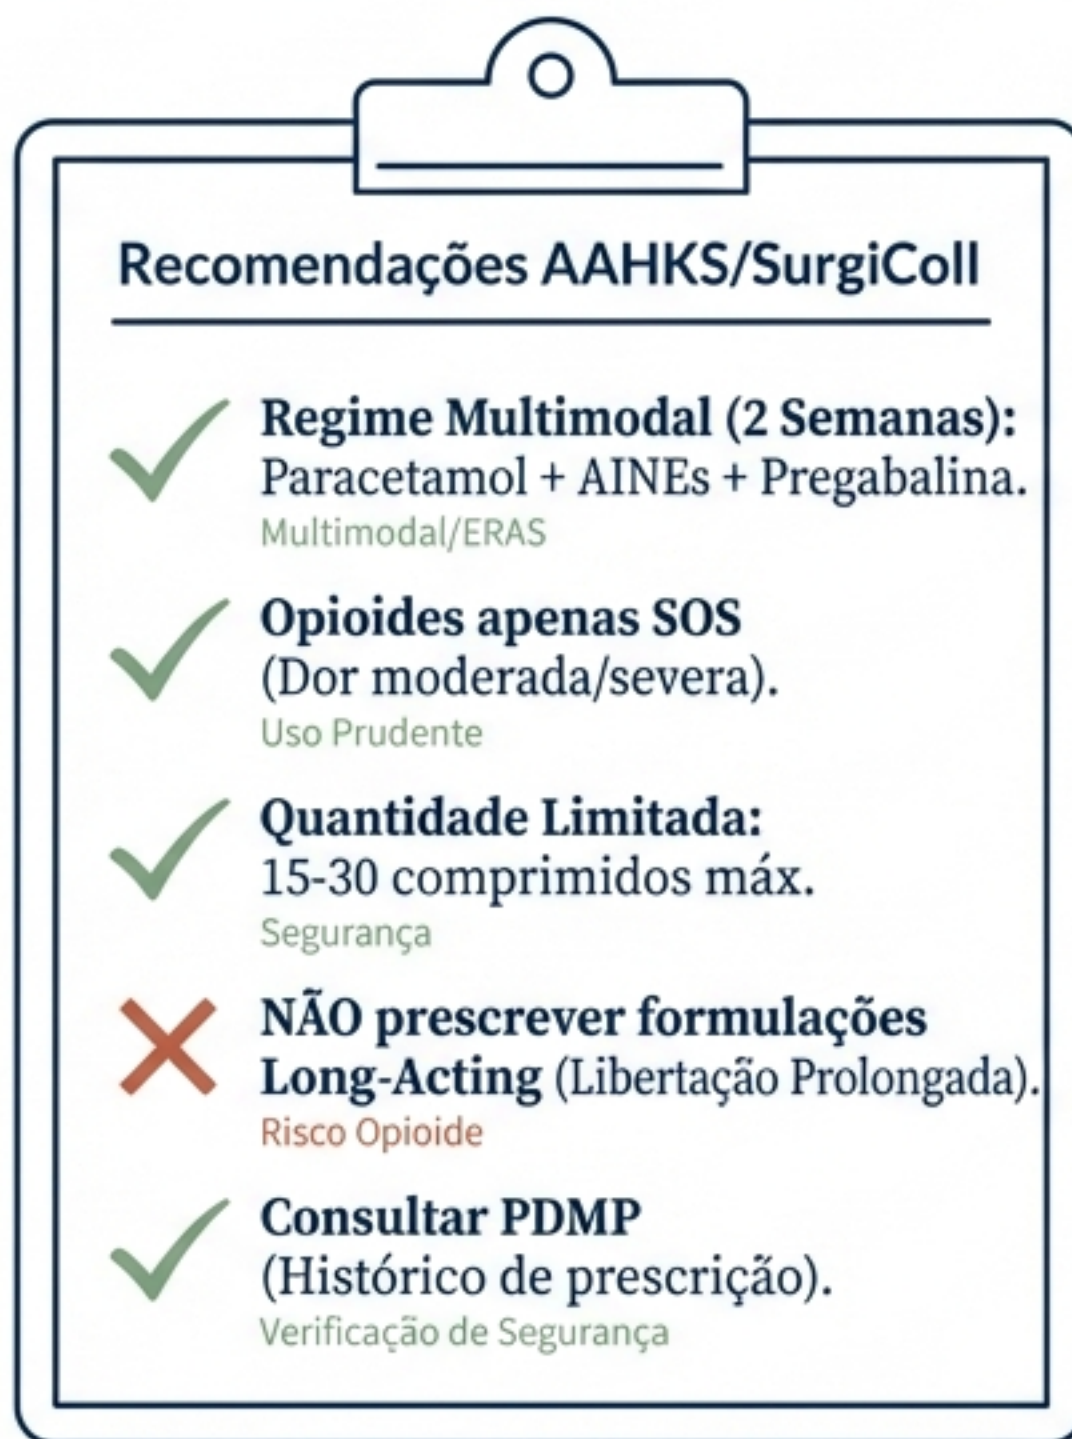 Recomendações AAHKS/SurgiColl
Regime Multimodal (2 Semanas):
Paracetamol + AINEs + Pregabalina.
Multimodal/ERAS
Opioides apenas SOS
(Dor moderada/severa).
Uso Prudente
Quantidade Limitada:
15-30 comprimidos máx.
Segurança
NÃO prescrever formulações
Long-Acting (Libertação Prolongada).
Risco Opioide
Consultar PDMP
(Histórico de prescrição).
Verificação de Segurança